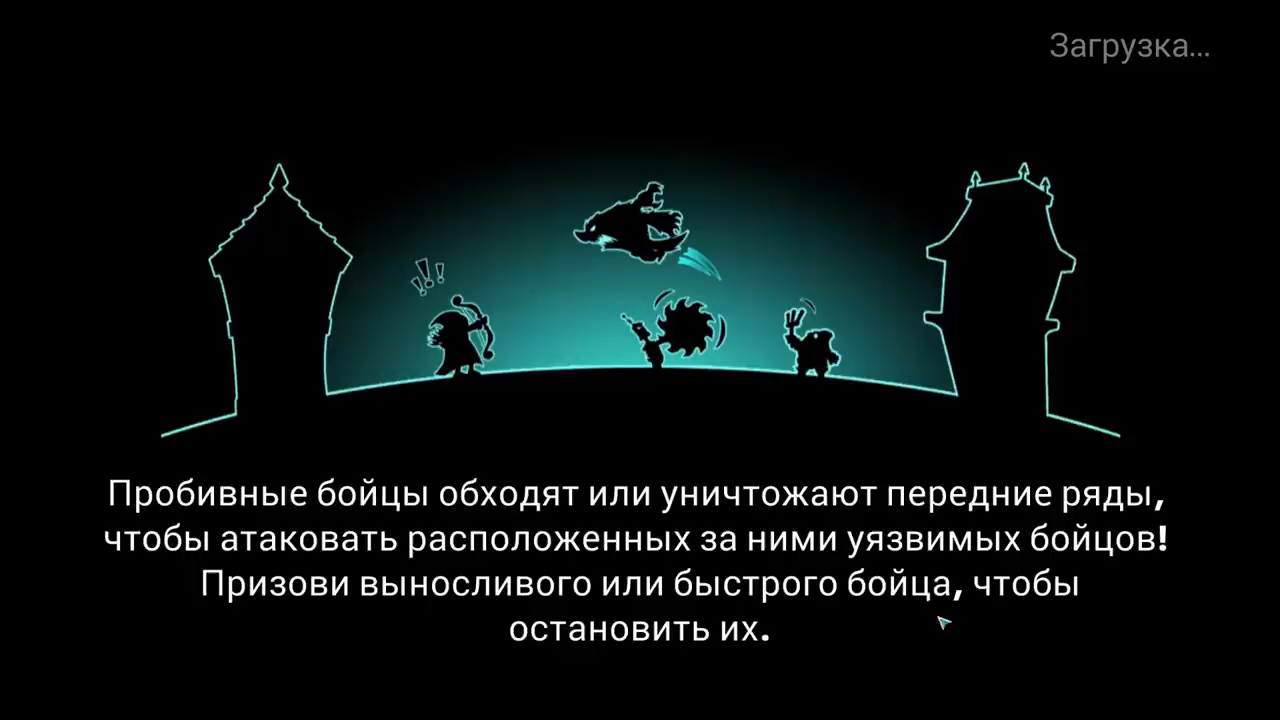 Загрузка...
Пробивные бойцы обходят или уничтожают передние ряды,
чтобы атаковать расположенных за ними уязвимых бойцов!
Призови выносливого или быстрого бойца, чтобы
остановить их.